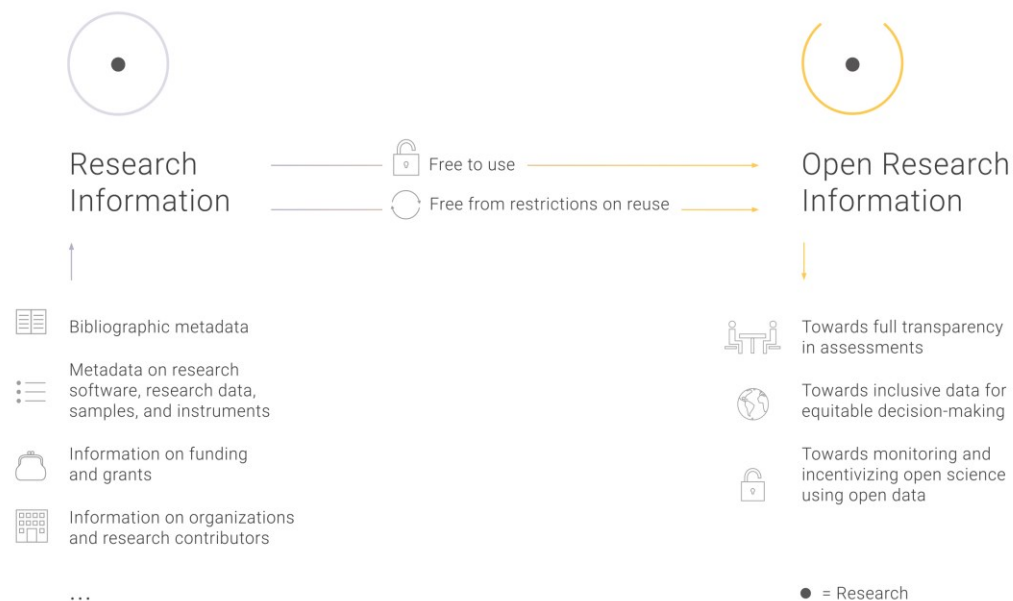 Research
Information
Free to use
Free from restrictions on reuse
Open Research
Information
Bibliographic metadata
Metadata on research
software, research data,
samples, and instruments
Information on funding
and grants
Information on organizations
and research contributors
...
Towards full transparency
in assessments
Towards inclusive data for
equitable decision-making
Towards monitoring and
incentivizing open science
using open data
= Research